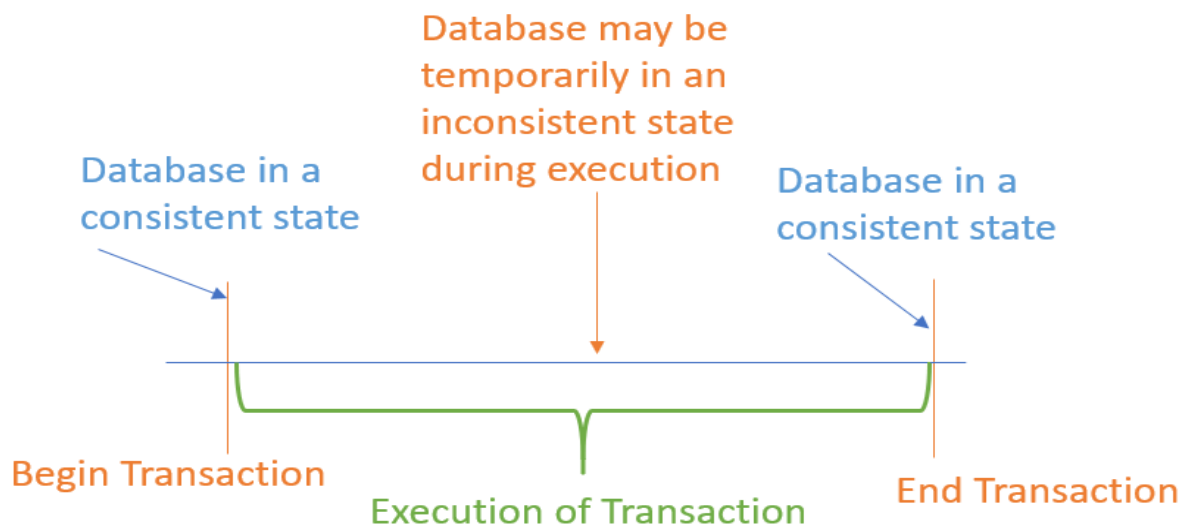 Database may be
temporarily in an
inconsistent state
during execution
Database in a
consistent state
Database in a
consistent state
Begin Transaction
End Transaction
Execution of Transaction